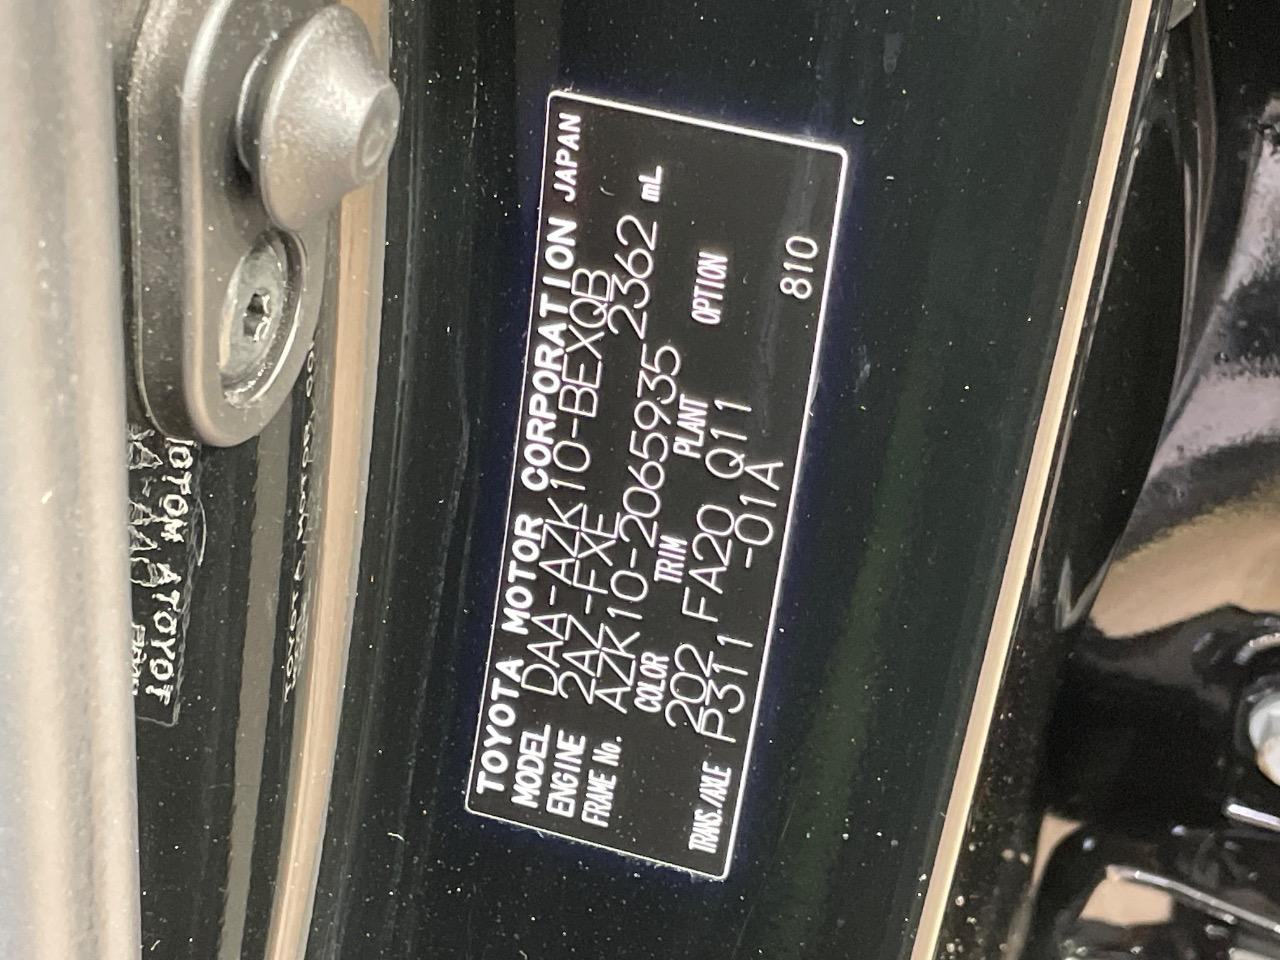 TOYOTA MOTOR CORPORATION JAPAN
MODEL DAA-AZK10-BEXQB
ENGINE 2AZ-FXE 2362 mL
FRAME No. AZK10-2065935
COLOR TRIM PLANT OPTION
202 FA20 Q11
TRANS./AXLE P311 -01A
810